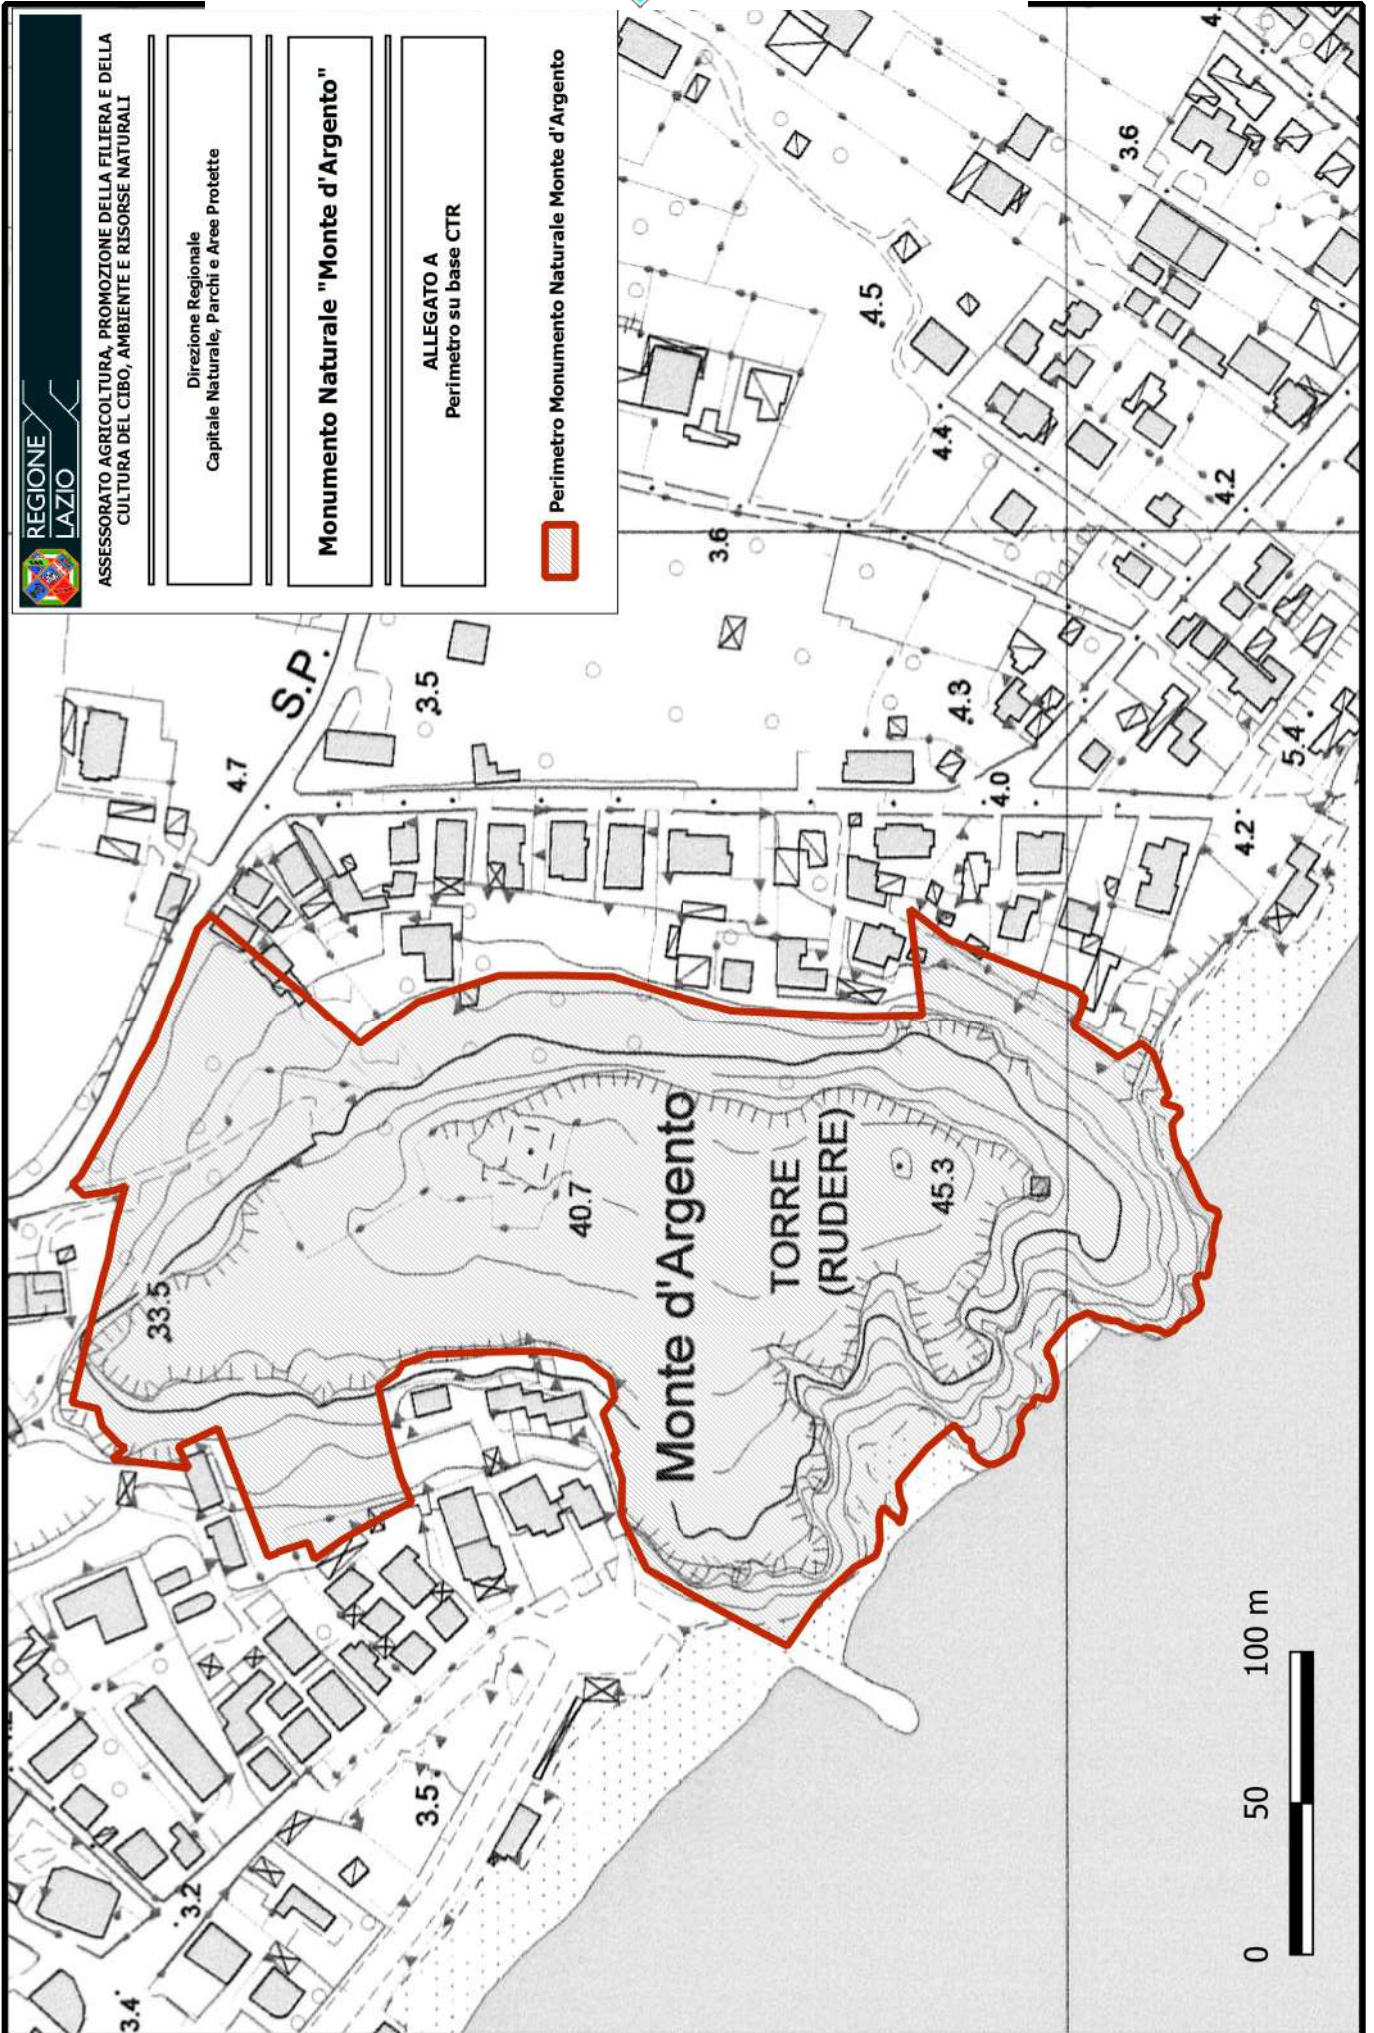 REGIONE
LAZIO
ASSESSORATO AGRICOLTURA, PROMOZIONE DELLA FILIERA E DELLA
CULTURA DEL CIBO, AMBIENTE E RISORSE NATURALI
Direzione Regionale
Capitale Naturale, Parchi e Aree Protette
Monumento Naturale "Monte d'Argento"
ALLEGATO A
Perimetro su base CTR
Perimetro Monumento Naturale Monte d'Argento
S.P.
4.7
3.5
3.6
4.5
3.6
4.4
4.2
4.3
4.0
5.4
4.2
33.5
40.7
Monte d'Argento
TORRE
(RUDERE)
45.3
3.5
3.2
3.4
0 50 100 m